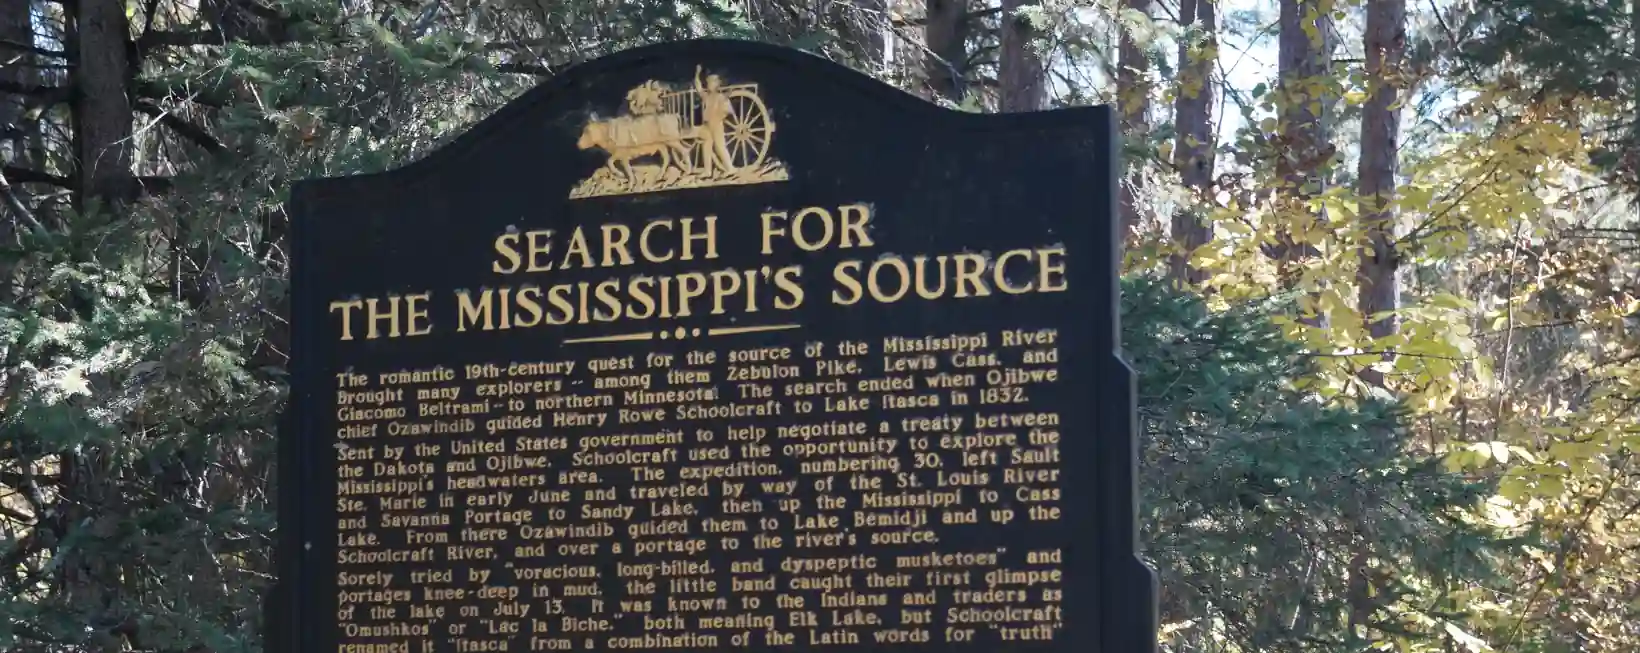 SEARCH FOR
THE MISSISSIPPI'S SOURCE
The romantic 19th-century quest for the source of the Mississippi River
brought many explorers -- among them Zebulon Pike, Lewis Cass, and
Giacomo Beltrami -- to northern Minnesota. The search ended when Ojibwe
chief Ozawindib guided Henry Rowe Schoolcraft to Lake Itasca in 1832.
Sent by the United States government to help negotiate a treaty between
the Dakota and Ojibwe, Schoolcraft used the opportunity to explore the
Mississippi's headwaters area. The expedition, numbering 30, left Sault
Ste. Marie in early June and traveled by way of the St. Louis River
and Savanna Portage to Sandy Lake, then up the Mississippi to Cass
Lake. From there Ozawindib guided them to Lake Bemidji and up the
Schoolcraft River, and over a portage to the river's source.
Sorely tried by "voracious, long-billed, and dyspeptic musketoes" and
portages knee-deep in mud, the little band caught their first glimpse
of the lake on July 13. It was known to the Indians and traders as
"Omushkos" or "Lac la Biche," both meaning Elk Lake, but Schoolcraft
renamed it "Itasca" from a combination of the Latin words for "truth"